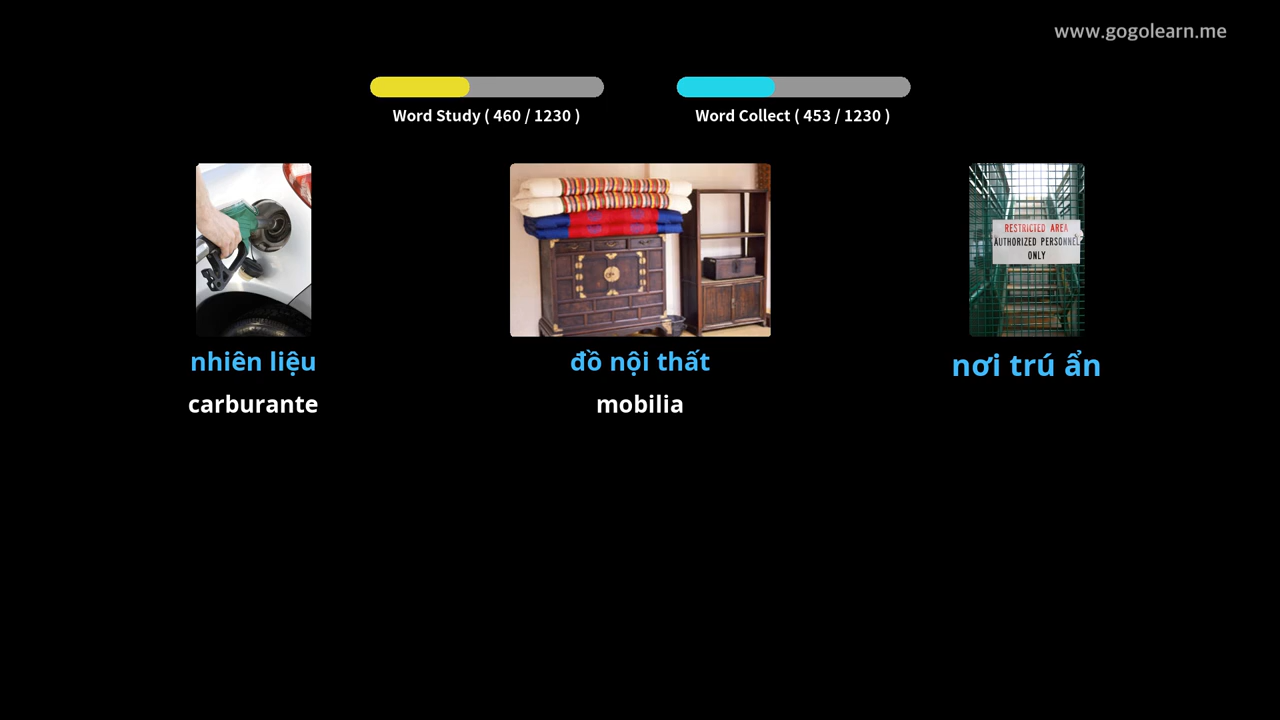 www.gogolearn.me
Word Study ( 460 / 1230 )
Word Collect ( 453 / 1230 )
RESTRICTED AREA
AUTHORIZED PERSONNEL
ONLY
nhiên liệu
đồ nội thất
nơi trú ẩn
carburante
mobilia